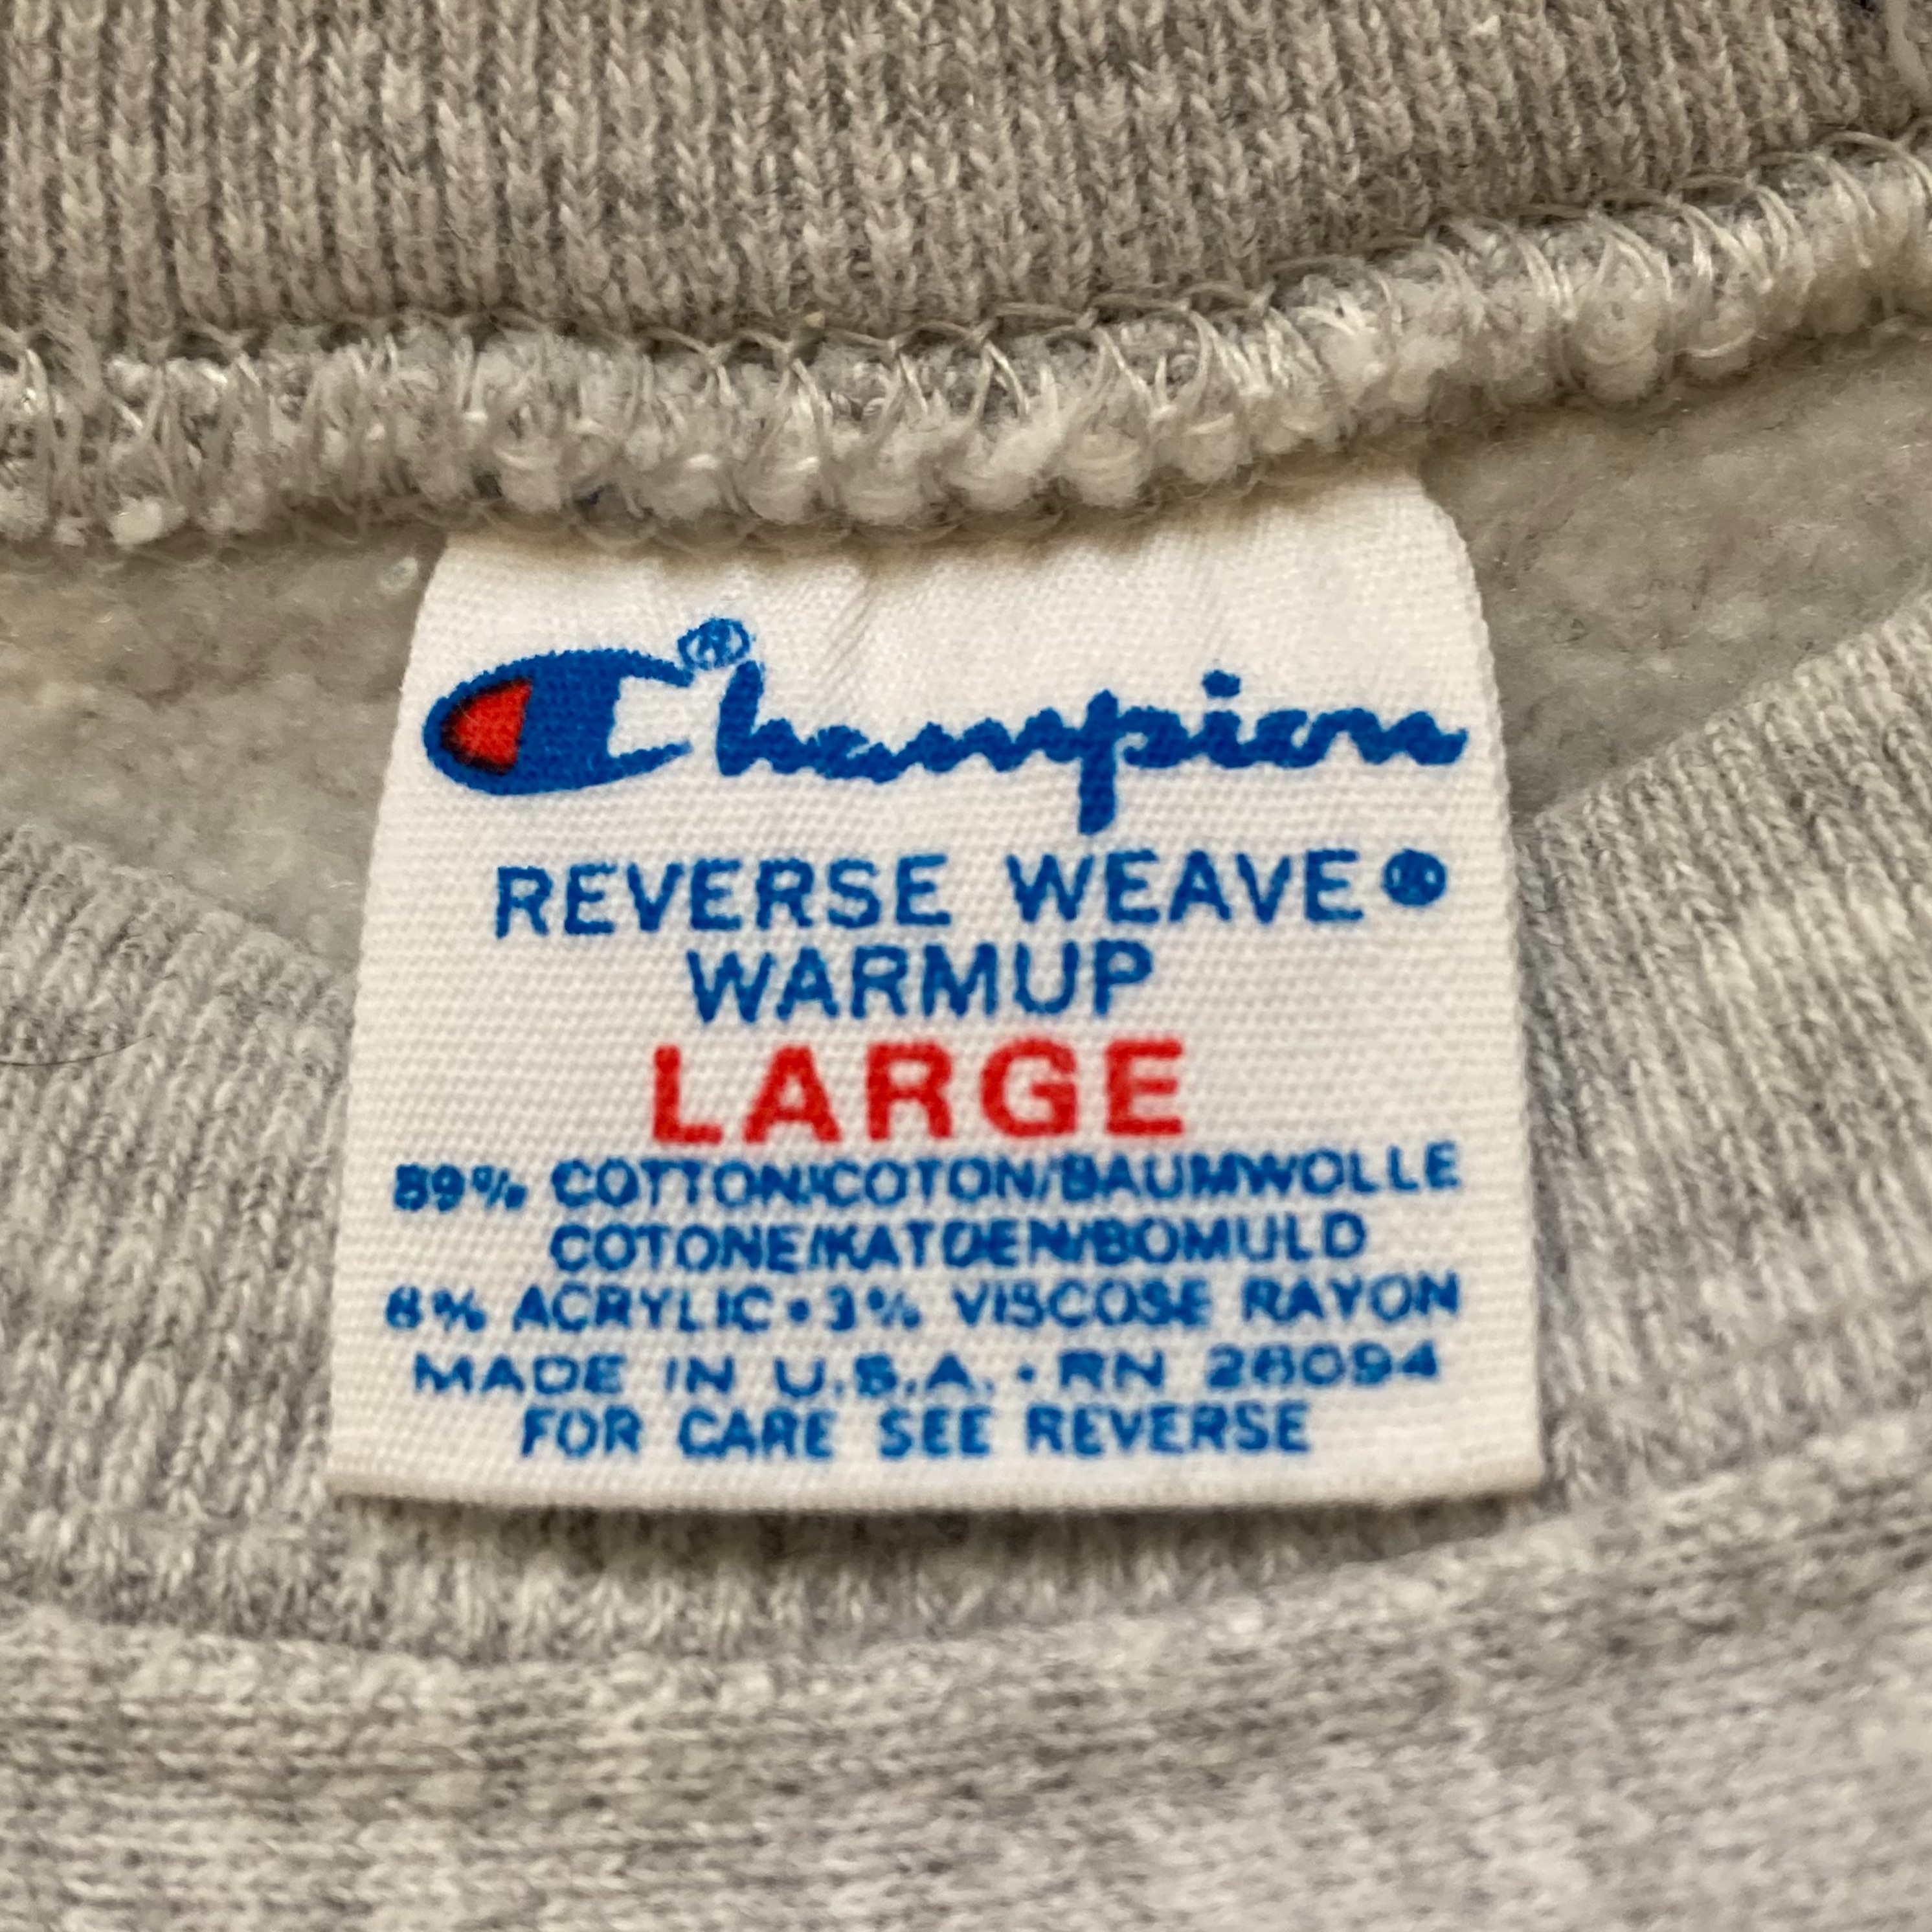 Champion®
REVERSE WEAVE®
WARMUP
LARGE
89% COTTON/COTON/BAUMWOLLE
COTONE/KATOEN/BOMULD
8% ACRYLIC • 3% VISCOSE RAYON
MADE IN U.S.A. • RN 26094
FOR CARE SEE REVERSE